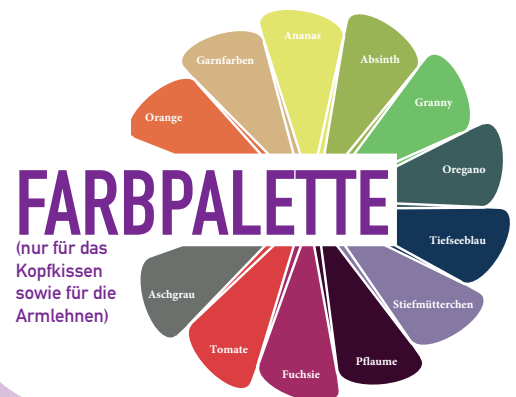 FARBPALETTE
(nur für das
Kopfkissen
sowie für die
Armlehnen)
Orange
Garnfarben
Ananas
Absinth
Granny
Oregano
Tiefseeblau
Stiefmütterchen
Pflaume
Fuchsie
Tomate
Aschgrau